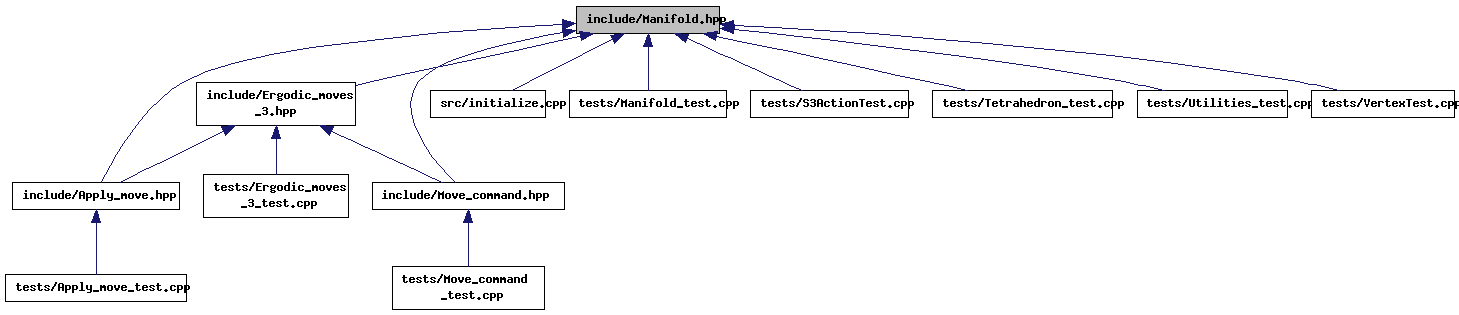 include/Manifold.hpp
include/Ergodic_moves
_3.hpp
src/initialize.cpp
tests/Manifold_test.cpp
tests/S3ActionTest.cpp
tests/Tetrahedron_test.cpp
tests/Utilities_test.cpp
tests/VertexTest.cpp
include/Apply_move.hpp
tests/Ergodic_moves
_3_test.cpp
include/Move_command.hpp
tests/Apply_move_test.cpp
tests/Move_command
_test.cpp